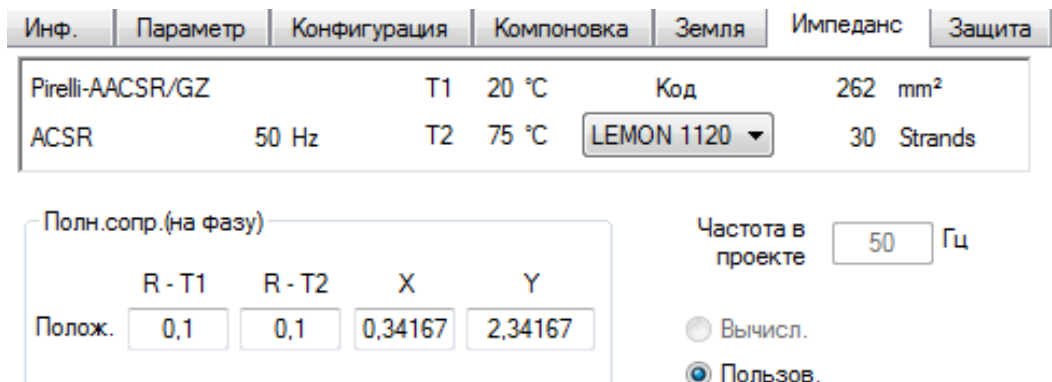 Инф. Параметр Конфигурация Компоновка Земля Импеданс Защита
Pirelli-AACSR/GZ T1 20 °C Код 262 mm²
ACSR 50 Hz T2 75 °C LEMON 1120 30 Strands
Полн.сопр.(на фазу)
Частота в проекте 50 Гц
R - T1 R - T2 X Y
Полож. 0,1 0,1 0,34167 2,34167
Вычисл.
Пользов.